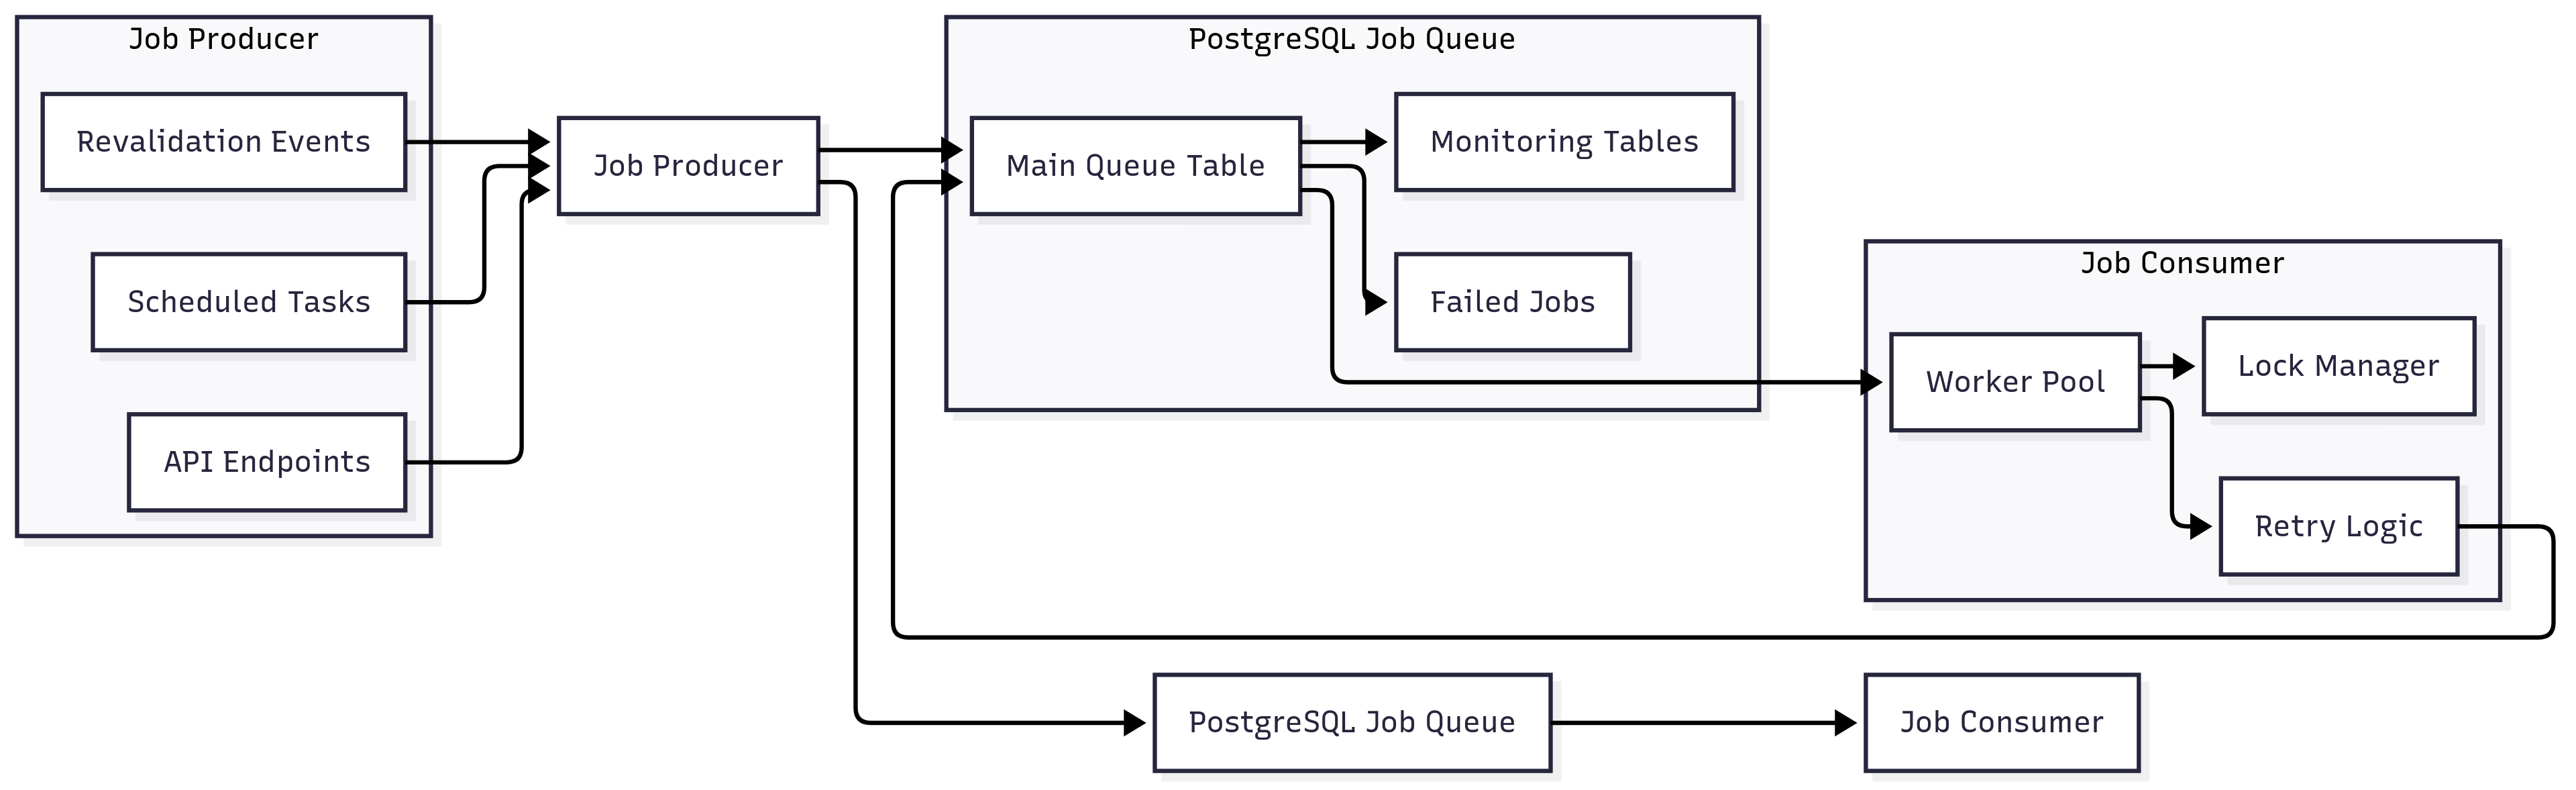 Job Producer
Revalidation Events
Scheduled Tasks
API Endpoints
Job Producer
PostgreSQL Job Queue
Main Queue Table
Monitoring Tables
Failed Jobs
Job Consumer
Worker Pool
Lock Manager
Retry Logic
PostgreSQL Job Queue
Job Consumer